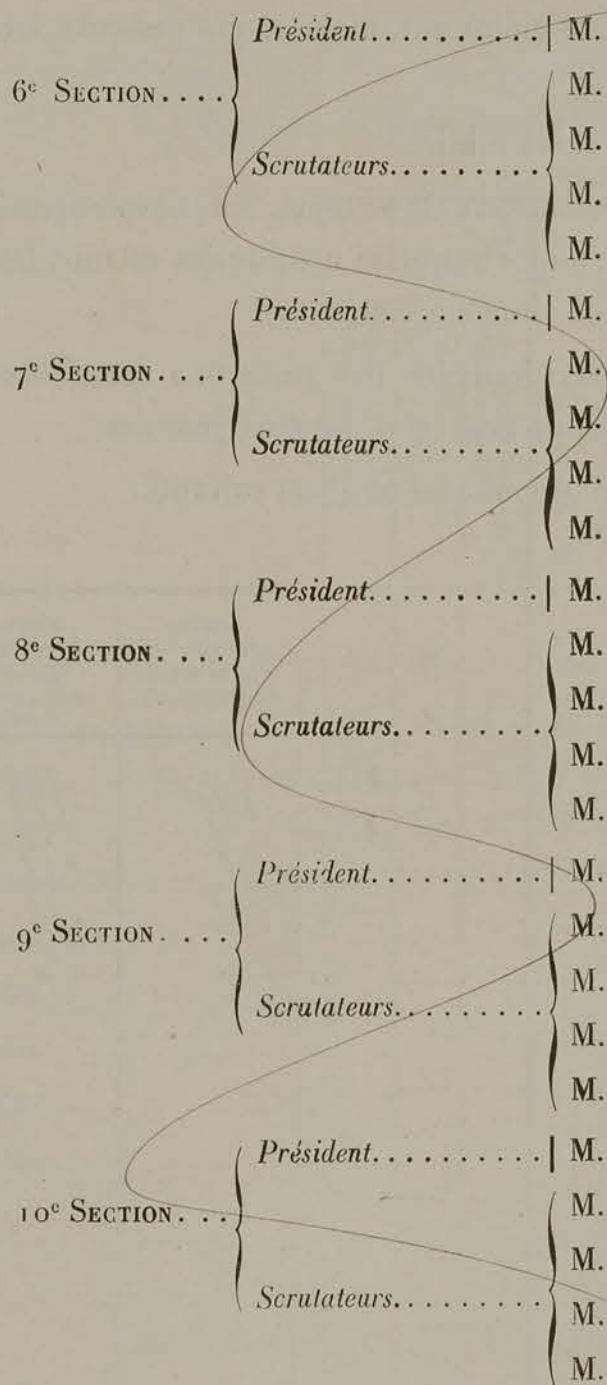 Président.......... | M.
6e SECTION....
M.
M.
Scrutateurs.........
M.
M.
Président.......... | M.
7e SECTION....
M.
M.
Scrutateurs.........
M.
M.
Président.......... | M.
8e SECTION....
M.
M.
Scrutateurs.........
M.
M.
Président.......... | M.
9e SECTION....
M.
M.
Scrutateurs.........
M.
M.
Président.......... | M.
10e SECTION...
M.
M.
Scrutateurs.........
M.
M.